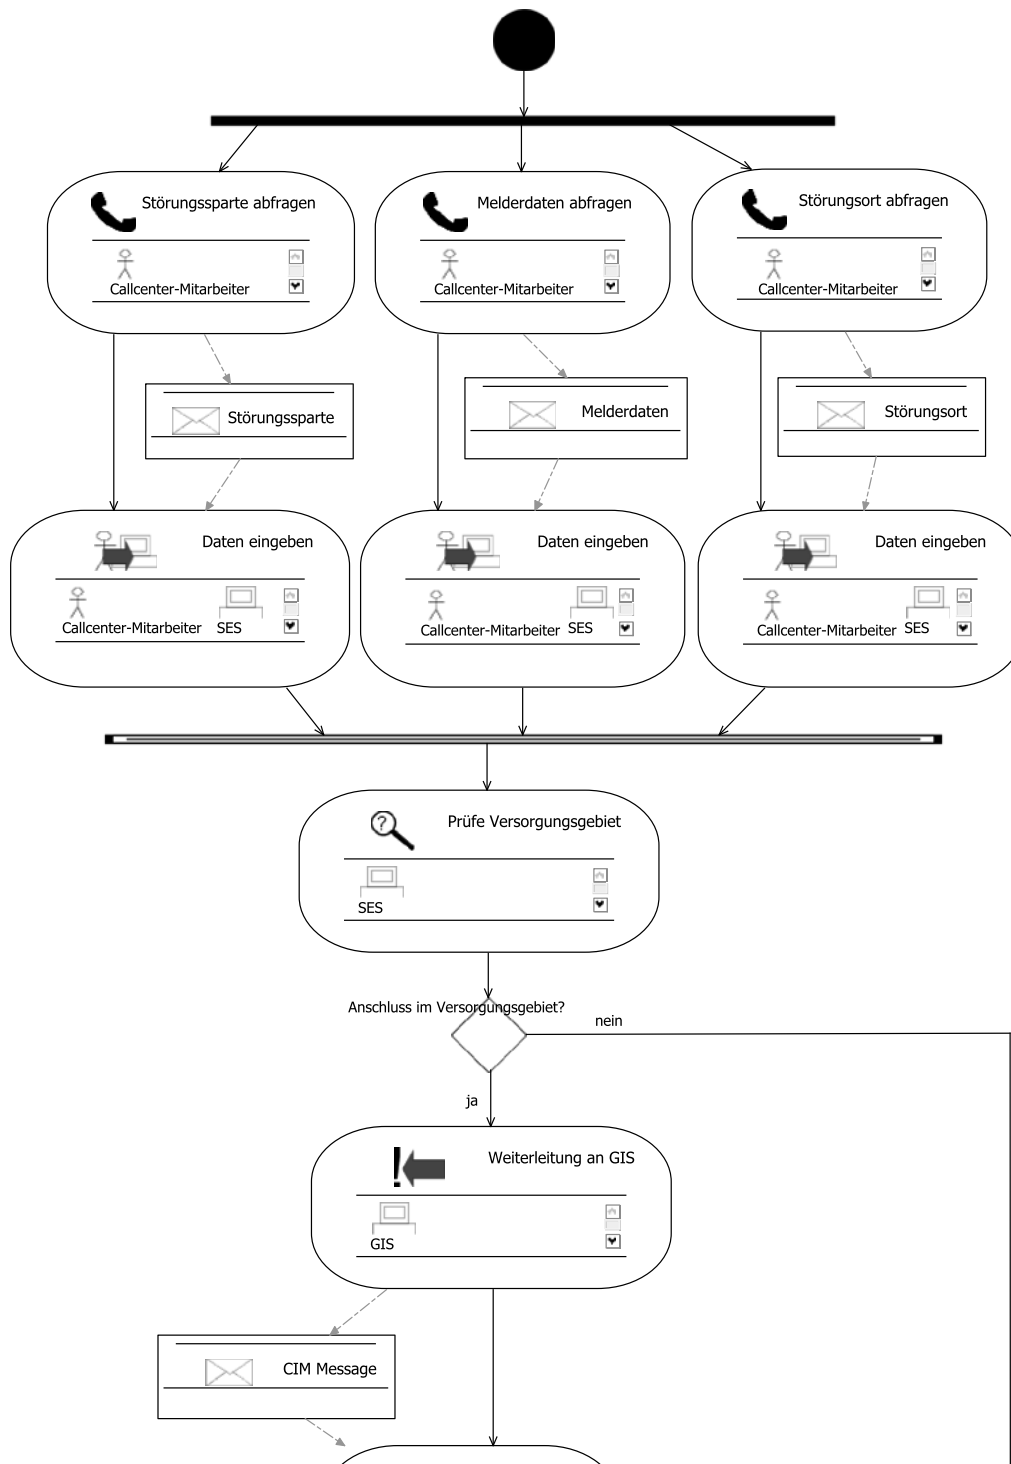 Störungssparte abfragen
Callcenter-Mitarbeiter
Melderdaten abfragen
Callcenter-Mitarbeiter
Störungsort abfragen
Callcenter-Mitarbeiter
Störungssparte
Melderdaten
Störungsort
Daten eingeben
Callcenter-Mitarbeiter SES
Daten eingeben
Callcenter-Mitarbeiter SES
Daten eingeben
Callcenter-Mitarbeiter SES
Prüfe Versorgungsgebiet
SES
Anschluss im Versorgungsgebiet?
nein
ja
Weiterleitung an GIS
GIS
CIM Message